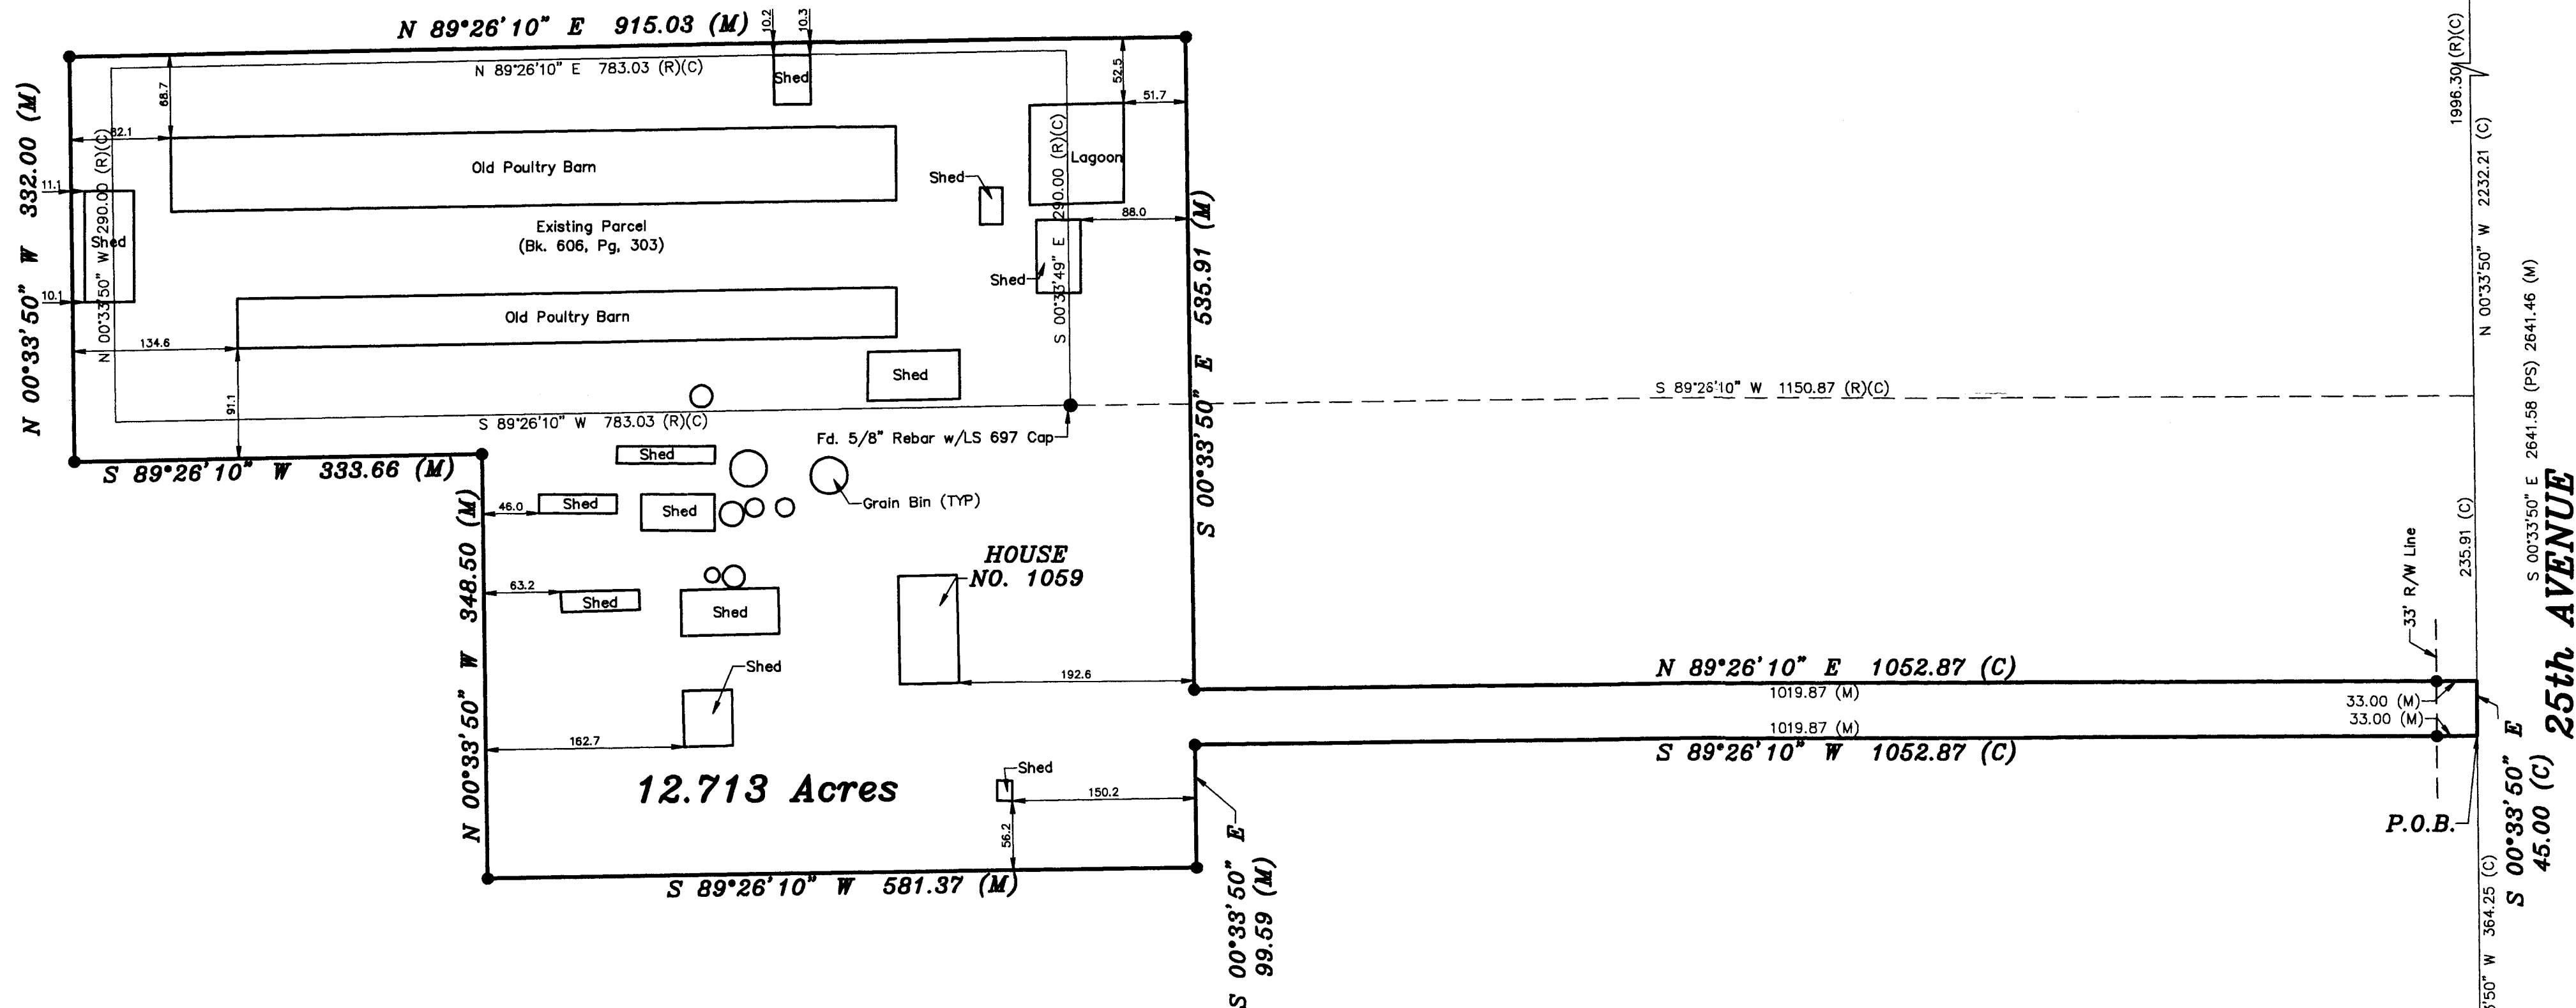 N 89°26'10" E 915.03 (M)
10.2
10.3
N 89°26'10" E 783.03 (R)(C)
Shed
52.5
51.7
68.7
82.1
N 00°33'50" W 332.00 (M)
N 00°33'50" W 290.00 (R)(C)
11.1
Shed
10.1
Old Poultry Barn
Existing Parcel
(Bk. 606, Pg, 303)
Shed
Lagoon
S 00°33'49" E 290.00 (R)(C)
88.0
Shed
Old Poultry Barn
134.6
91.1
Shed
S 89°26'10" W 783.03 (R)(C)
Fd. 5/8" Rebar w/LS 697 Cap
S 00°33'50" E 535.91 (M)
S 89°26'10" W 1150.87 (R)(C)
1996.30 (R)(C)
N 00°33'50" W 2232.21 (C)
S 00°33'50" E 2641.58 (PS) 2641.46 (M)
25th AVENUE
235.91 (C)
S 89°26'10" W 333.66 (M)
Shed
46.0
Shed
Shed
Grain Bin (TYP)
N 00°33'50" W 348.50 (M)
63.2
Shed
Shed
HOUSE
NO. 1059
192.6
Shed
162.7
12.713 Acres
Shed
150.2
56.2
S 89°26'10" W 581.37 (M)
S 00°33'50" E
99.59 (M)
33' R/W Line
N 89°26'10" E 1052.87 (C)
1019.87 (M)
33.00 (M)
33.00 (M)
1019.87 (M)
S 89°26'10" W 1052.87 (C)
P.O.B.
S 00°33'50" E
45.00 (C)
'50" W 364.25 (C)